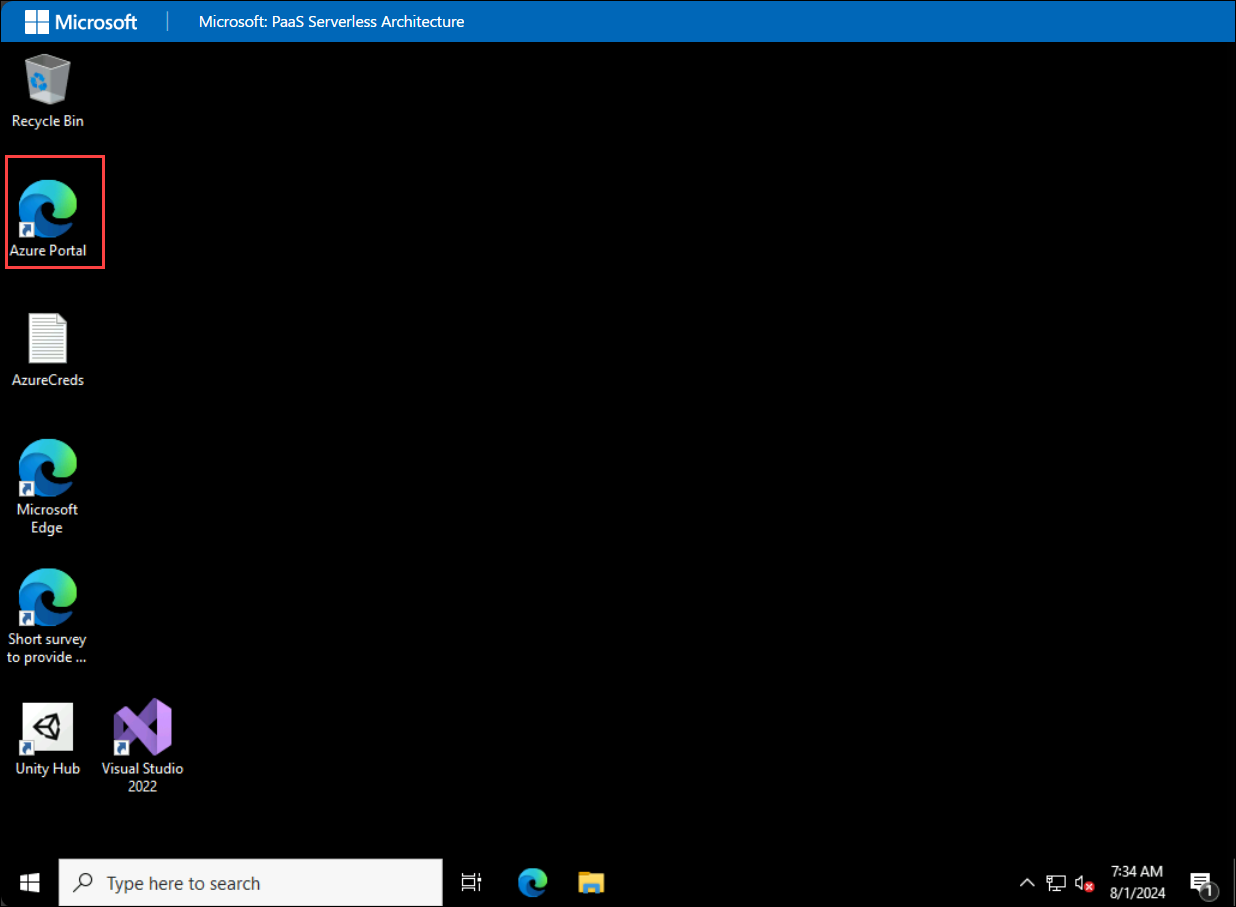 Microsoft
Microsoft: PaaS Serverless Architecture
Recycle Bin
Azure Portal
AzureCreds
Microsoft
Edge
Short survey
to provide ...
Unity Hub
Visual Studio
2022
Type here to search
7:34 AM
8/1/2024
1